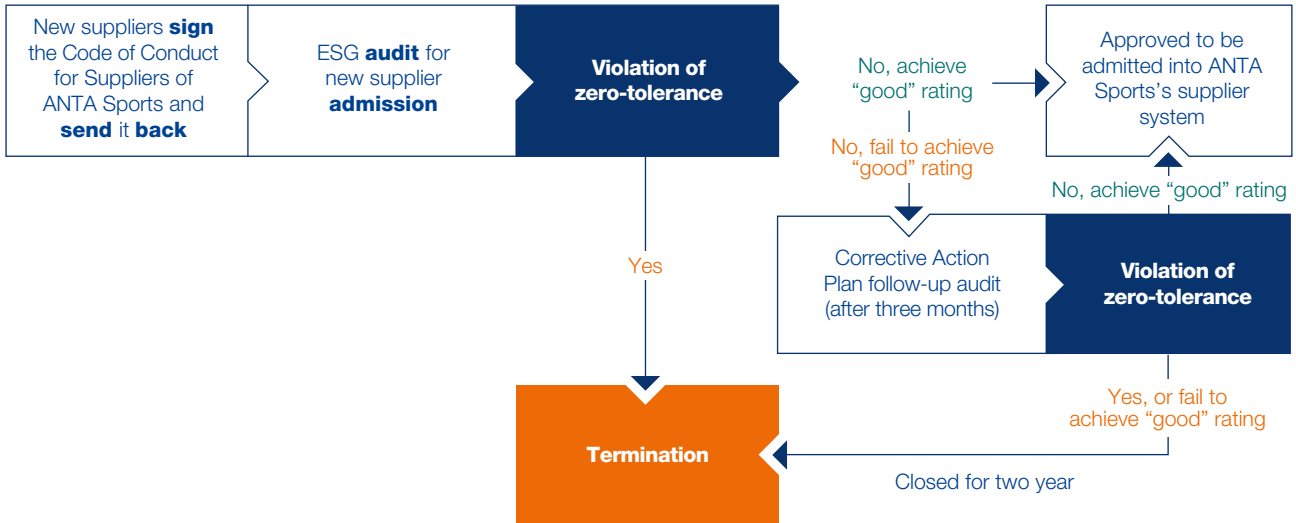 New suppliers sign
the Code of Conduct
for Suppliers of
ANTA Sports and
send it back
ESG audit for
new supplier
admission
Violation of
zero-tolerance
No, achieve
“good” rating
Approved to be
admitted into ANTA
Sports’s supplier
system
No, fail to achieve
“good” rating
No, achieve “good” rating
Yes
Corrective Action
Plan follow-up audit
(after three months)
Violation of
zero-tolerance
Yes, or fail to
achieve “good” rating
Termination
Closed for two year